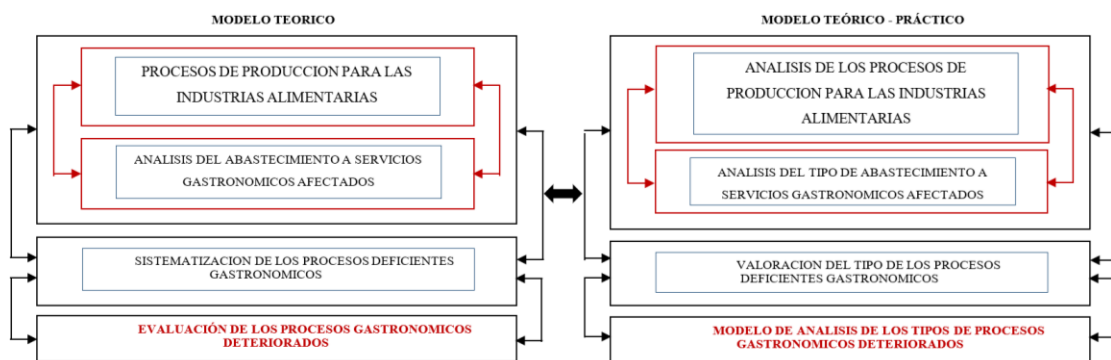 MODELO TEORICO
PROCESOS DE PRODUCCION PARA LAS
INDUSTRIAS ALIMENTARIAS
ANALISIS DEL ABASTECIMIENTO A SERVICIOS
GASTRONOMICOS AFECTADOS
SISTEMATIZACION DE LOS PROCESOS DEFICIENTES
GASTRONOMICOS
EVALUACIÓN DE LOS PROCESOS GASTRONOMICOS
DETERIORADOS
MODELO TEÓRICO - PRÁCTICO
ANALISIS DE LOS PROCESOS DE
PRODUCCION PARA LAS INDUSTRIAS
ALIMENTARIAS
ANALISIS DEL TIPO DE ABASTECIMIENTO A
SERVICIOS GASTRONOMICOS AFECTADOS
VALORACION DEL TIPO DE LOS PROCESOS
DEFICIENTES GASTRONOMICOS
MODELO DE ANALISIS DE LOS TIPOS DE PROCESOS
GASTRONOMICOS DETERIORADOS